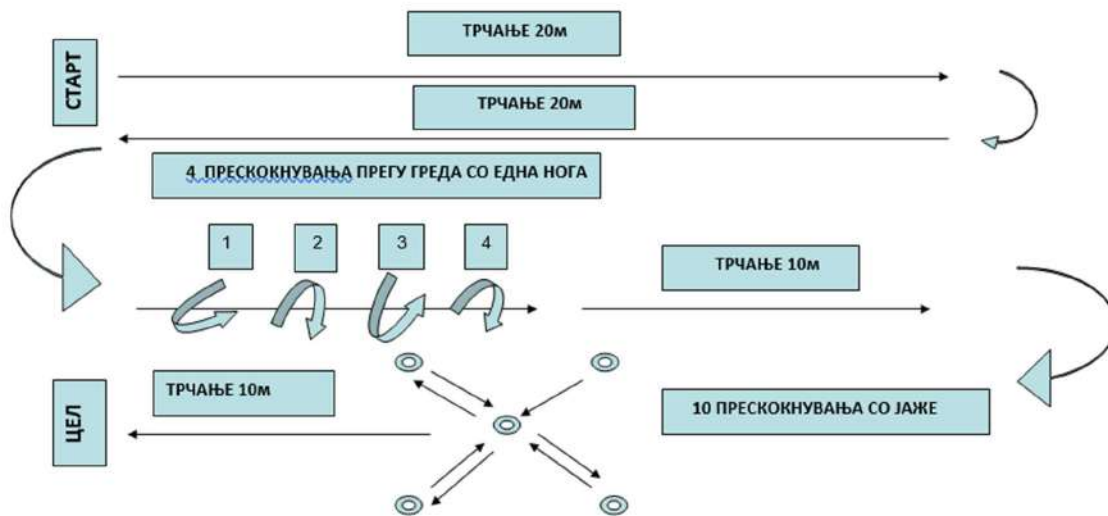 ТРЧАЊЕ 20м
СТАРТ
ТРЧАЊЕ 20м
4 ПРЕСКОКНУВАЊА ПРЕГУ ГРЕДА СО ЕДНА НОГА
1 2 3 4
ТРЧАЊЕ 10м
ТРЧАЊЕ 10м
10 ПРЕСКОКНУВАЊА СО ЈАЖЕ
ЦЕЛ